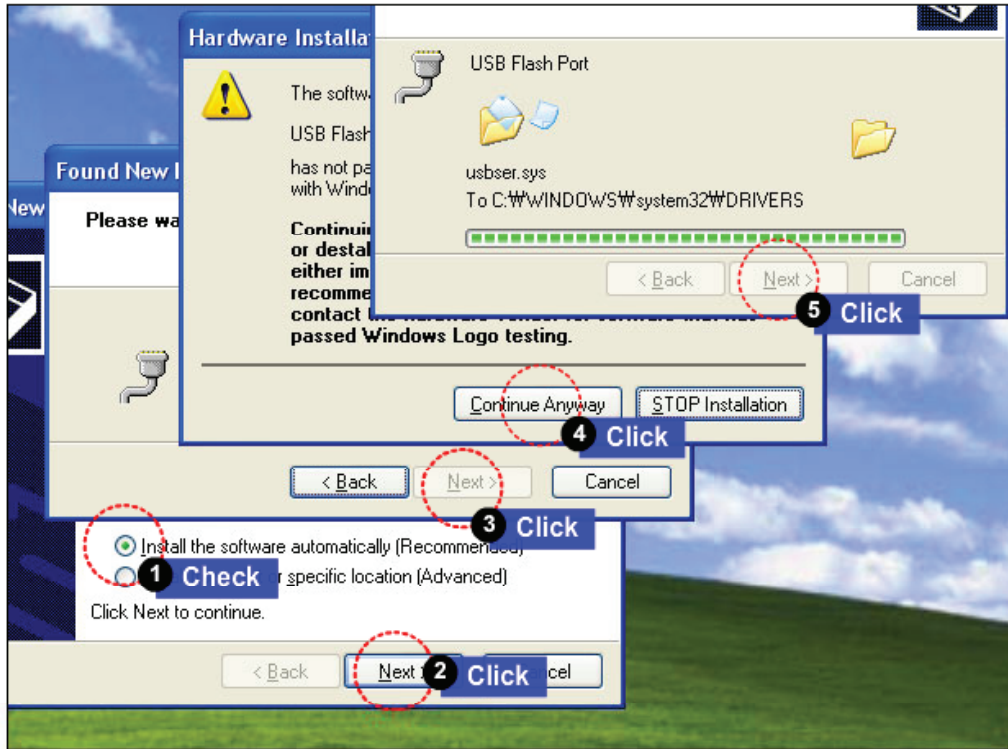 Hardware Installa
The softw
USB Flash
has not pa
with Wind
Continuin
or destal
either im
recomme
passed Windows Logo testing.
Continue Anyway
STOP Installation
4 Click
USB Flash Port
usbser.sys
To C:₩WINDOWS₩system32₩DRIVERS
< Back
Next >
Cancel
5 Click
Found New
Please wa
< Back
Next >
Cancel
3 Click
New
Install the software automatically (Recommended)
1 Check
specific location (Advanced)
Click Next to continue.
< Back
Next
cel
2 Click